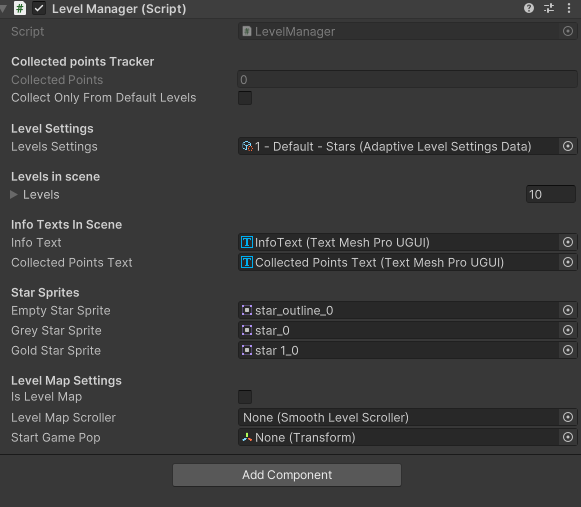 Level Manager (Script)
Script LevelManager
Collected points Tracker
Collected Points 0
Collect Only From Default Levels
Level Settings
Levels Settings 1 - Default - Stars (Adaptive Level Settings Data)
Levels in scene
Levels 10
Info Texts In Scene
Info Text InfoText (Text Mesh Pro UGUI)
Collected Points Text Collected Points Text (Text Mesh Pro UGUI)
Star Sprites
Empty Star Sprite star_outline_0
Grey Star Sprite star_0
Gold Star Sprite star 1_0
Level Map Settings
Is Level Map
Level Map Scroller None (Smooth Level Scroller)
Start Game Pop None (Transform)
Add Component